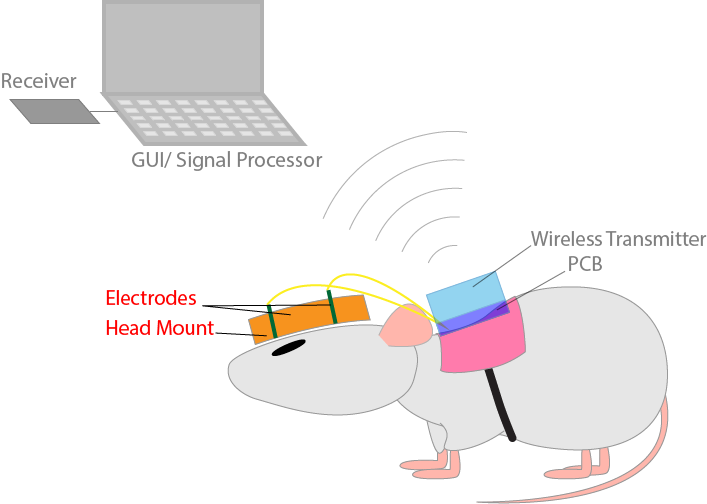 Receiver
GUI/ Signal Processor
Wireless Transmitter
PCB
Electrodes
Head Mount